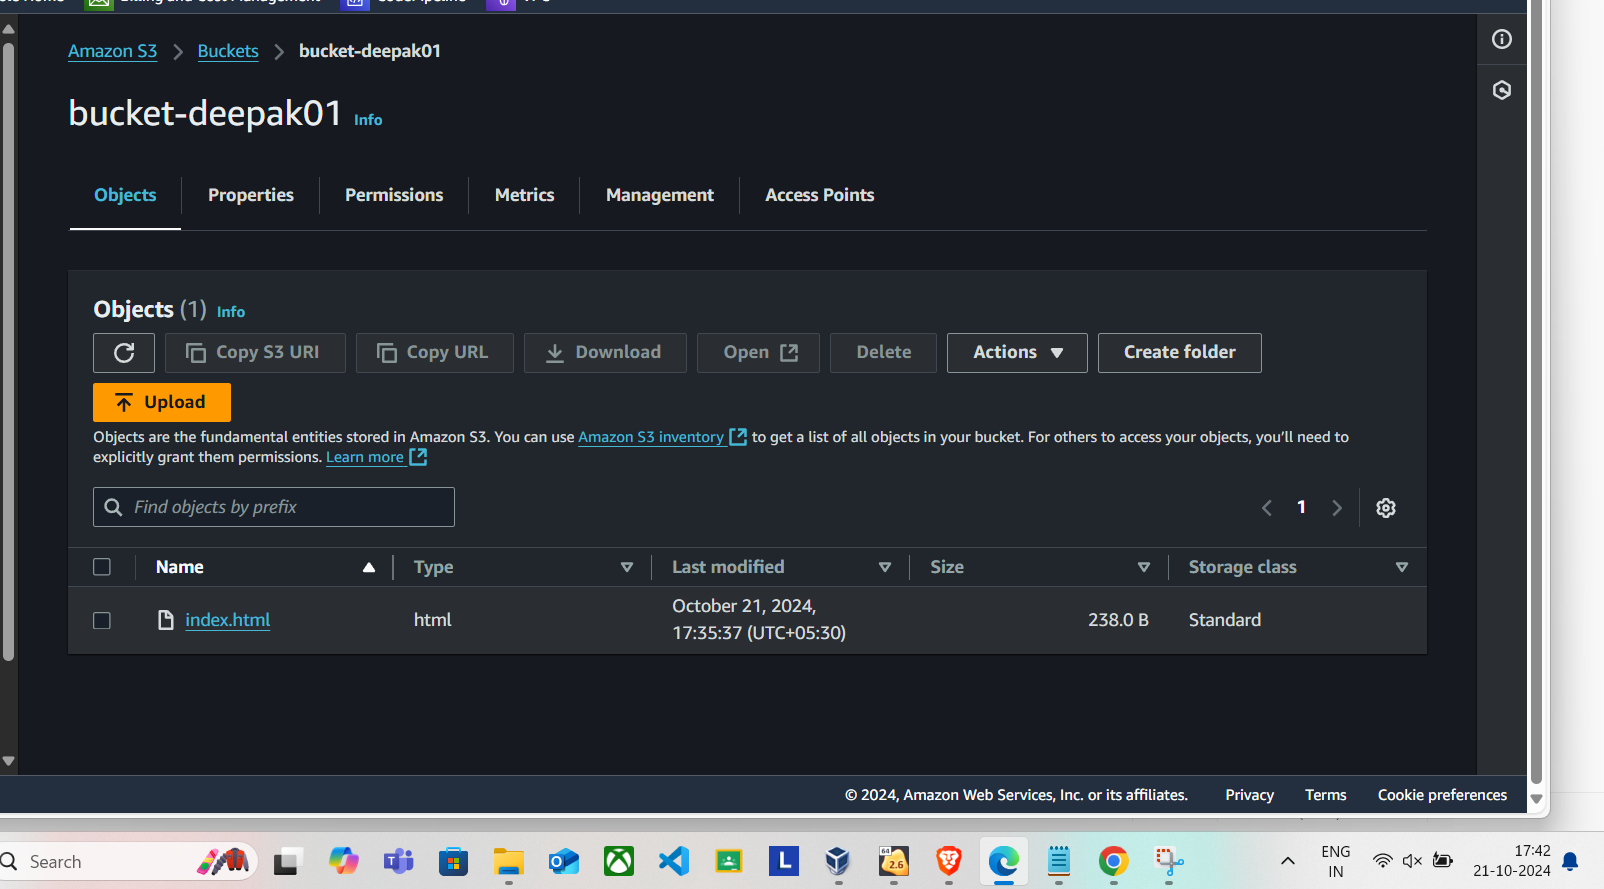 Amazon S3 > Buckets > bucket-deepak01
bucket-deepak01 Info
Objects Properties Permissions Metrics Management Access Points
Objects (1) Info
Copy S3 URI Copy URL Download Open Delete Actions Create folder
Upload
Objects are the fundamental entities stored in Amazon S3. You can use Amazon S3 inventory to get a list of all objects in your bucket. For others to access your objects, you'll need to
explicitly grant them permissions. Learn more
Find objects by prefix 1
Name Type Last modified Size Storage class
index.html html October 21, 2024,
17:35:37 (UTC+05:30) 238.0 B Standard
© 2024, Amazon Web Services, Inc. or its affiliates. Privacy Terms Cookie preferences
Search ENG 17:42
IN 21-10-2024